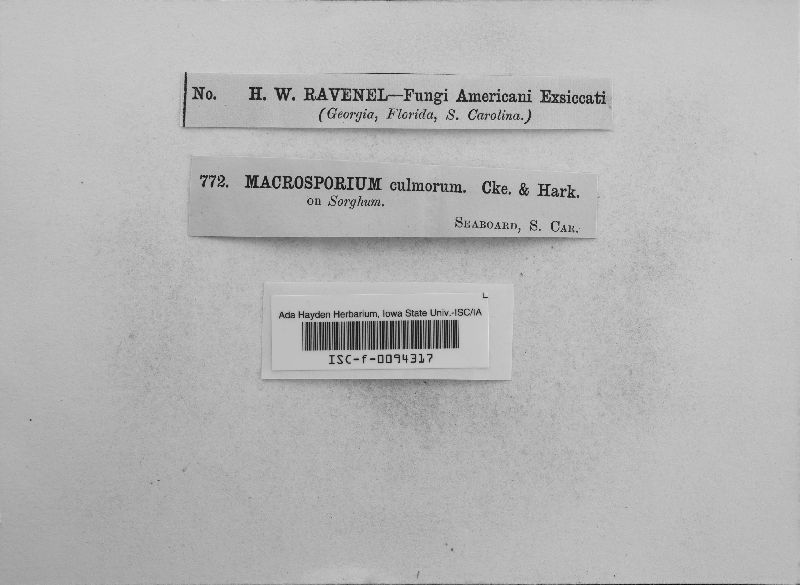 No. H. W. RAVENEL—Fungi Americani Exsiccati
(Georgia, Florida, S. Carolina.)
772. MACROSPORIUM culmorum. Cke. & Hark.
on Sorghum.
SEABOARD, S. CAR.
L
Ada Hayden Herbarium, Iowa State Univ.-ISC/IA
ISC-f-0094317